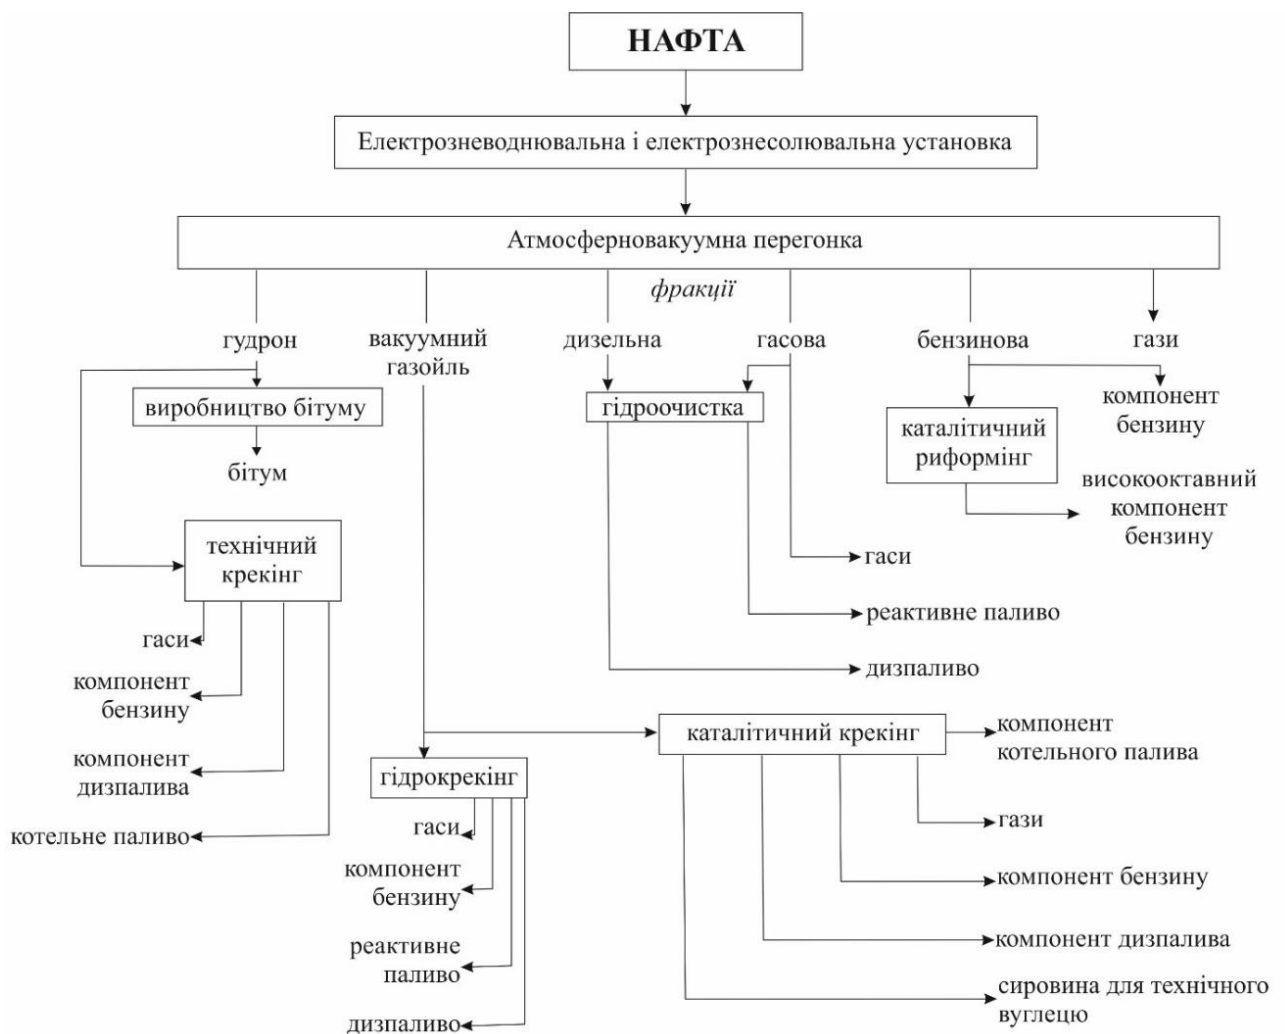 НАФТА
Електрозневоднювальна і електрознесолювальна установка
Атмосферновакуумна перегонка
фракції
гудрон
вакуумний
газойль
дизельна
гасова
бензинова
гази
виробництво бітуму
бітум
гідроочистка
каталітичний
риформінг
компонент
бензину
високооктавний
компонент
бензину
технічний
крекінг
гаси
реактивне паливо
дизпаливо
гаси
компонент
бензину
компонент
дизпалива
котельне паливо
каталітичний крекінг
компонент
котельного палива
гідрокрекінг
гаси
компонент
бензину
реактивне
паливо
дизпаливо
гази
компонент бензину
компонент дизпалива
сировина для технічного
вуглецю